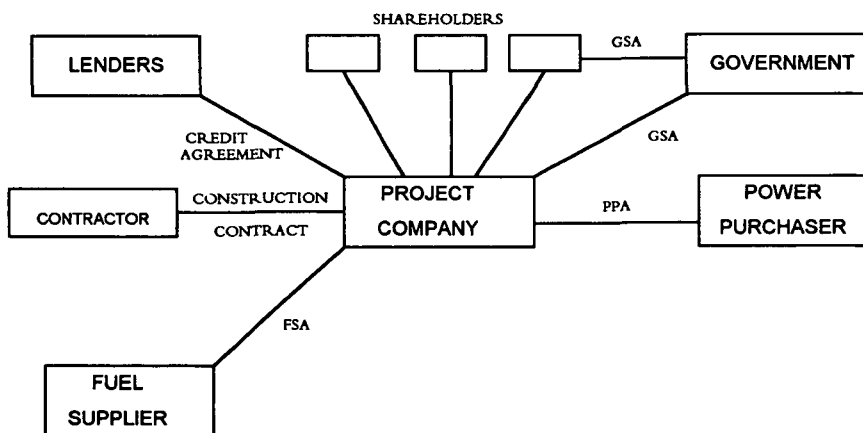 SHAREHOLDERS
LENDERS
GSA
GOVERNMENT
CREDIT
AGREEMENT
GSA
CONTRACTOR
CONSTRUCTION
CONTRACT
PROJECT
COMPANY
PPA
POWER
PURCHASER
FSA
FUEL
SUPPLIER